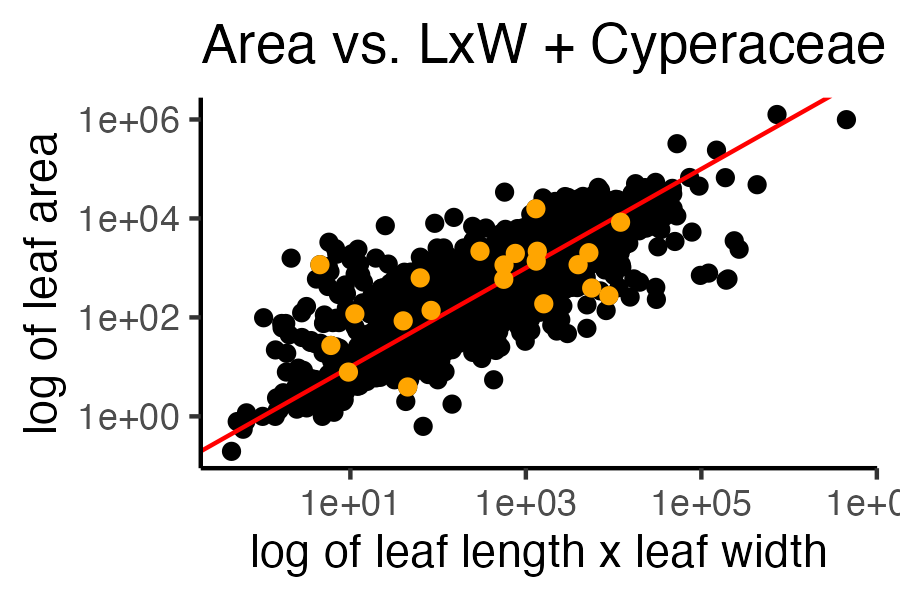 Area vs. LxW + Cyperaceae
log of leaf area
1e+06
1e+04
1e+02
1e+00
1e+01 1e+03 1e+05
log of leaf length x leaf width